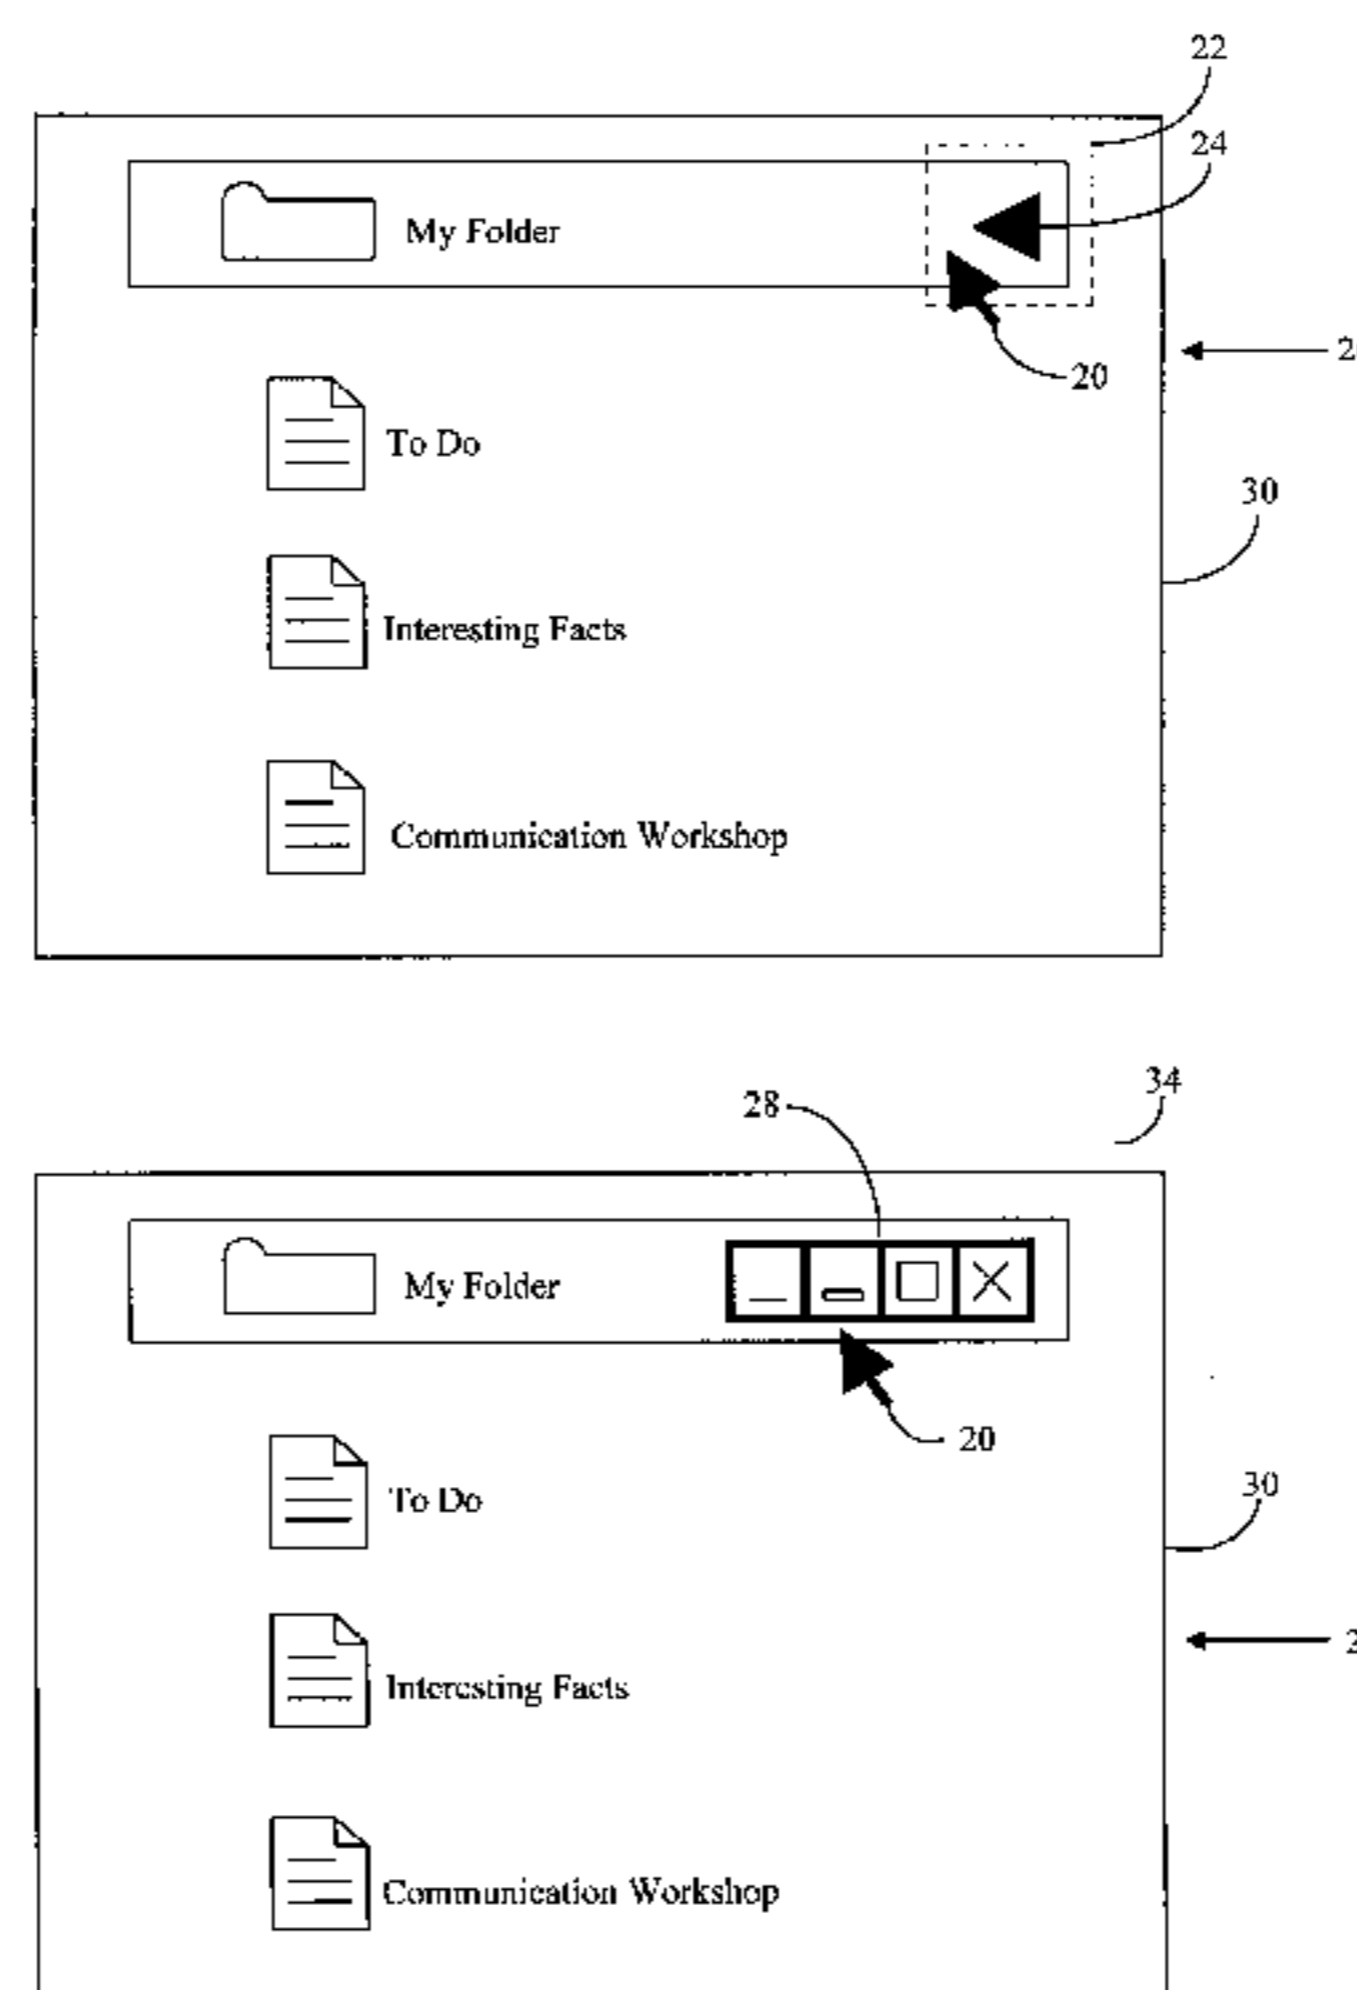 22
24
My Folder
20
To Do
30
Interesting Facts
Communication Workshop
34
28
My Folder
20
To Do
30
Interesting Facts
Communication Workshop